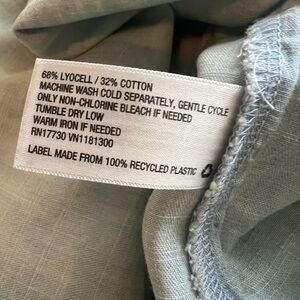 68% LYOCELL / 32% COTTON
MACHINE WASH COLD SEPARATELY, GENTLE CYCLE
ONLY NON-CHLORINE BLEACH IF NEEDED
TUMBLE DRY LOW
WARM IRON IF NEEDED
RN17730 VN1181300
LABEL MADE FROM 100% RECYCLED PLASTIC